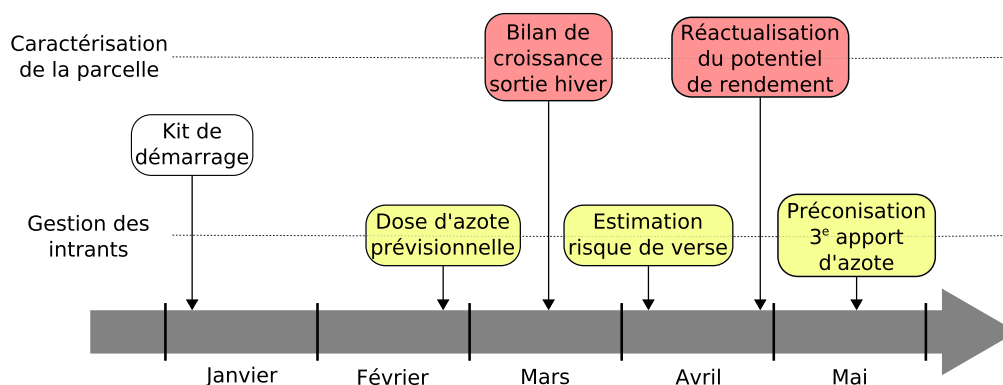 Caractérisation
de la parcelle
Bilan de
croissance
sortie hiver
Réactualisation
du potentiel
de rendement
Kit de
démarrage
Gestion des
intrants
Dose d'azote
prévisionnelle
Estimation
risque de verse
Préconisation
3e apport
d'azote
Janvier
Février
Mars
Avril
Mai